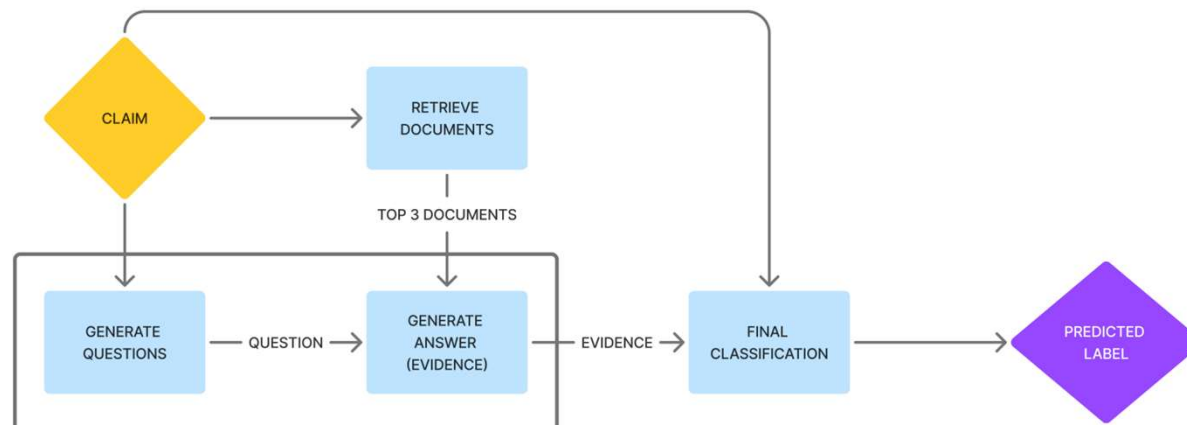 CLAIM
RETRIEVE
DOCUMENTS
TOP 3 DOCUMENTS
GENERATE
QUESTIONS
QUESTION
GENERATE
ANSWER
(EVIDENCE)
EVIDENCE
FINAL
CLASSIFICATION
PREDICTED
LABEL